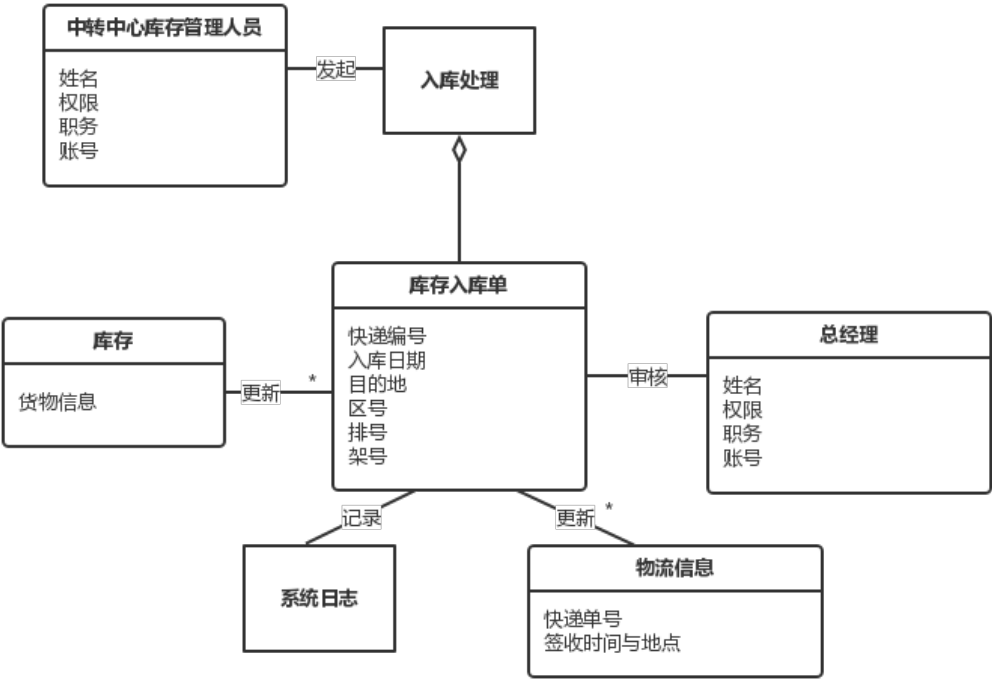 中转中心库存管理人员
姓名
权限
职务
账号
发起
入库处理
库存入库单
快递编号
入库日期
目的地
区号
排号
架号
库存
货物信息
更新
*
审核
总经理
姓名
权限
职务
账号
记录
更新
*
系统日志
物流信息
快递单号
签收时间与地点